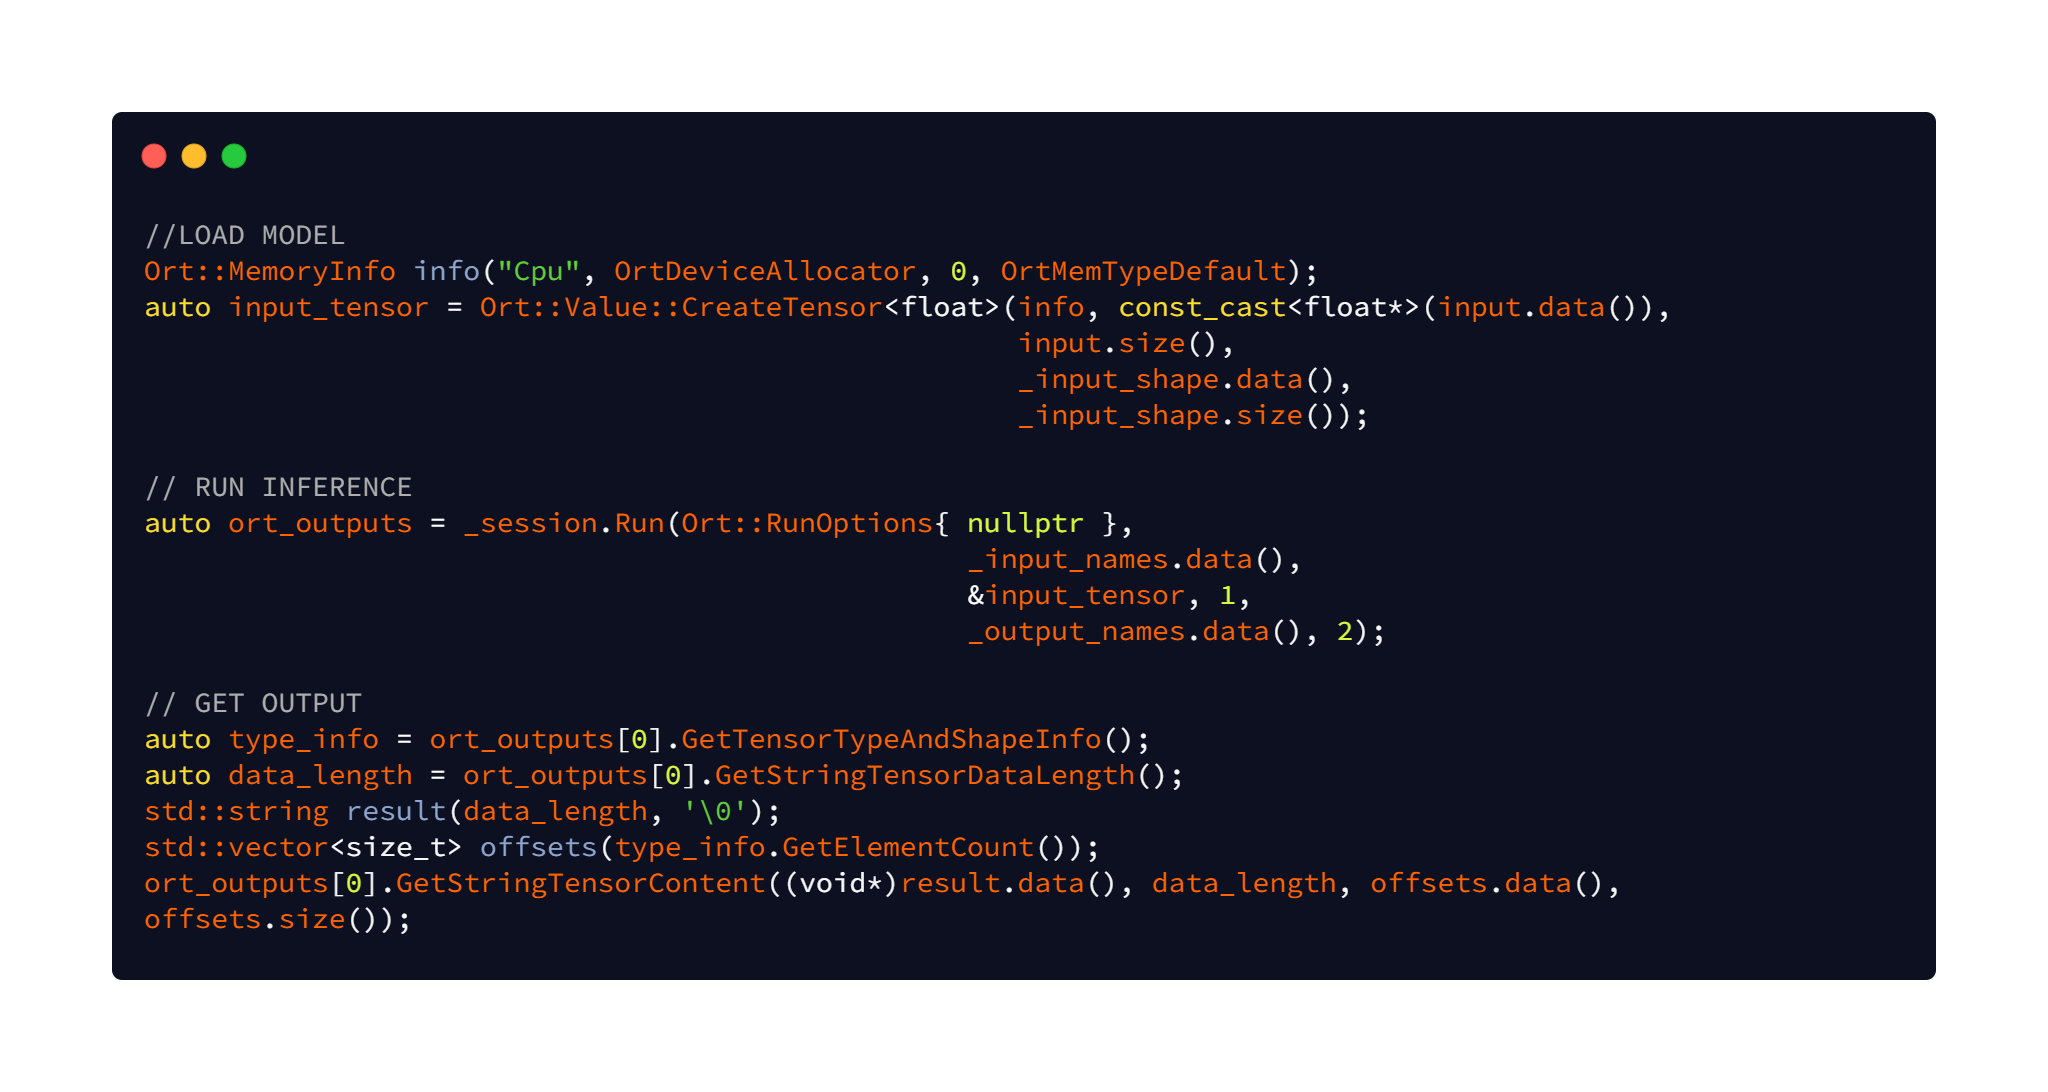 //LOAD MODEL
Ort::MemoryInfo info("Cpu", OrtDeviceAllocator, 0, OrtMemTypeDefault);
auto input_tensor = Ort::Value::CreateTensor<float>(info, const_cast<float*>(input.data()),
input.size(),
_input_shape.data(),
_input_shape.size());
// RUN INFERENCE
auto ort_outputs = _session.Run(Ort::RunOptions{ nullptr },
_input_names.data(),
&input_tensor, 1,
_output_names.data(), 2);
// GET OUTPUT
auto type_info = ort_outputs[0].GetTensorTypeAndShapeInfo();
auto data_length = ort_outputs[0].GetStringTensorDataLength();
std::string result(data_length, '\0');
std::vector<size_t> offsets(type_info.GetElementCount());
ort_outputs[0].GetStringTensorContent((void*)result.data(), data_length, offsets.data(),
offsets.size());